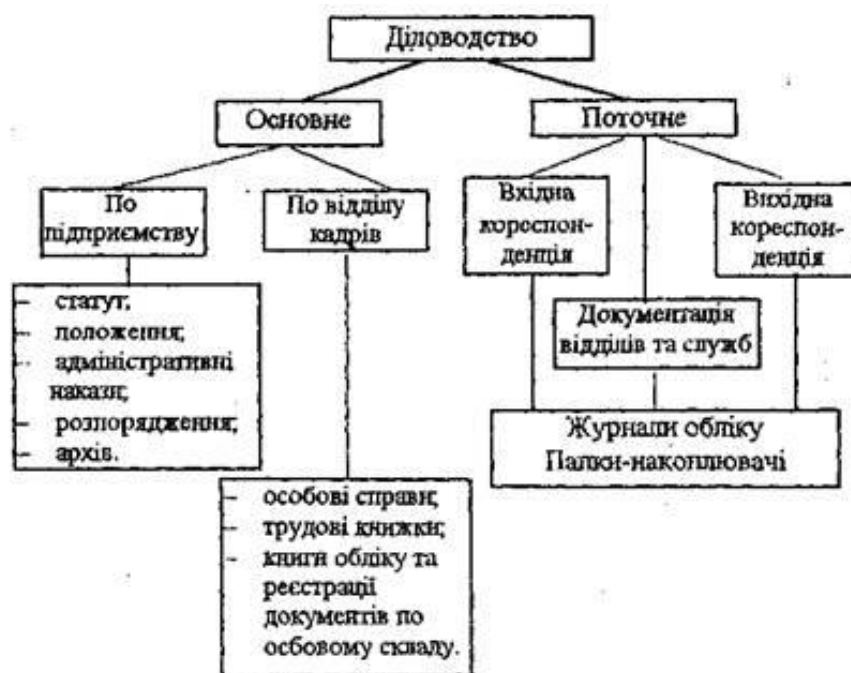 Діловодство
Основне
Поточне
По
підприємству
По відділу
кадрів
Вхідна
кореспон-
денція
Вихідна
кореспон-
денція
– статут;
– положення;
– адміністративні
накази;
– розпорядження;
– архів.
Документація
відділів та служб
Журнали обліку
Папки-накоплювачі
– особові справи;
– трудові книжки;
– книги обліку та
реєстрації
документів по
осбовому складу.